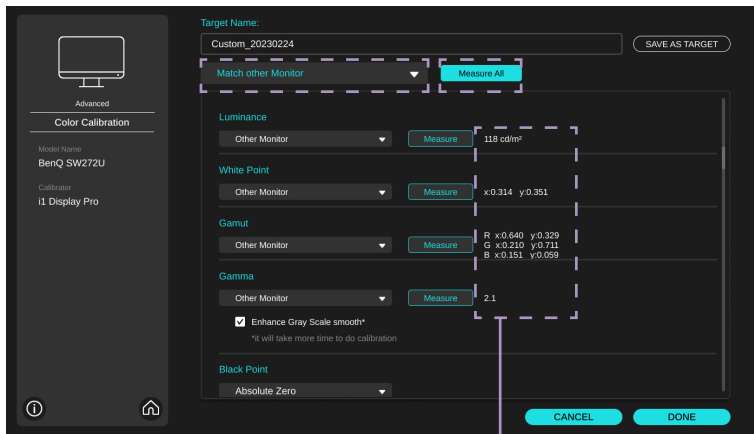 Target Name:
Custom_20230224
SAVE AS TARGET
Match other Monitor
Measure All
Advanced
Color Calibration
Model Name
BenQ SW272U
Calibrator
i1 Display Pro
Luminance
Other Monitor
Measure
118 cd/m²
White Point
Other Monitor
Measure
x:0.314 y:0.351
Gamut
Other Monitor
Measure
R x:0.640 y:0.329
G x:0.210 y:0.711
B x:0.151 y:0.059
Gamma
Other Monitor
Measure
2.1
Enhance Gray Scale smooth*
*it will take more time to do calibration
Black Point
Absolute Zero
CANCEL
DONE